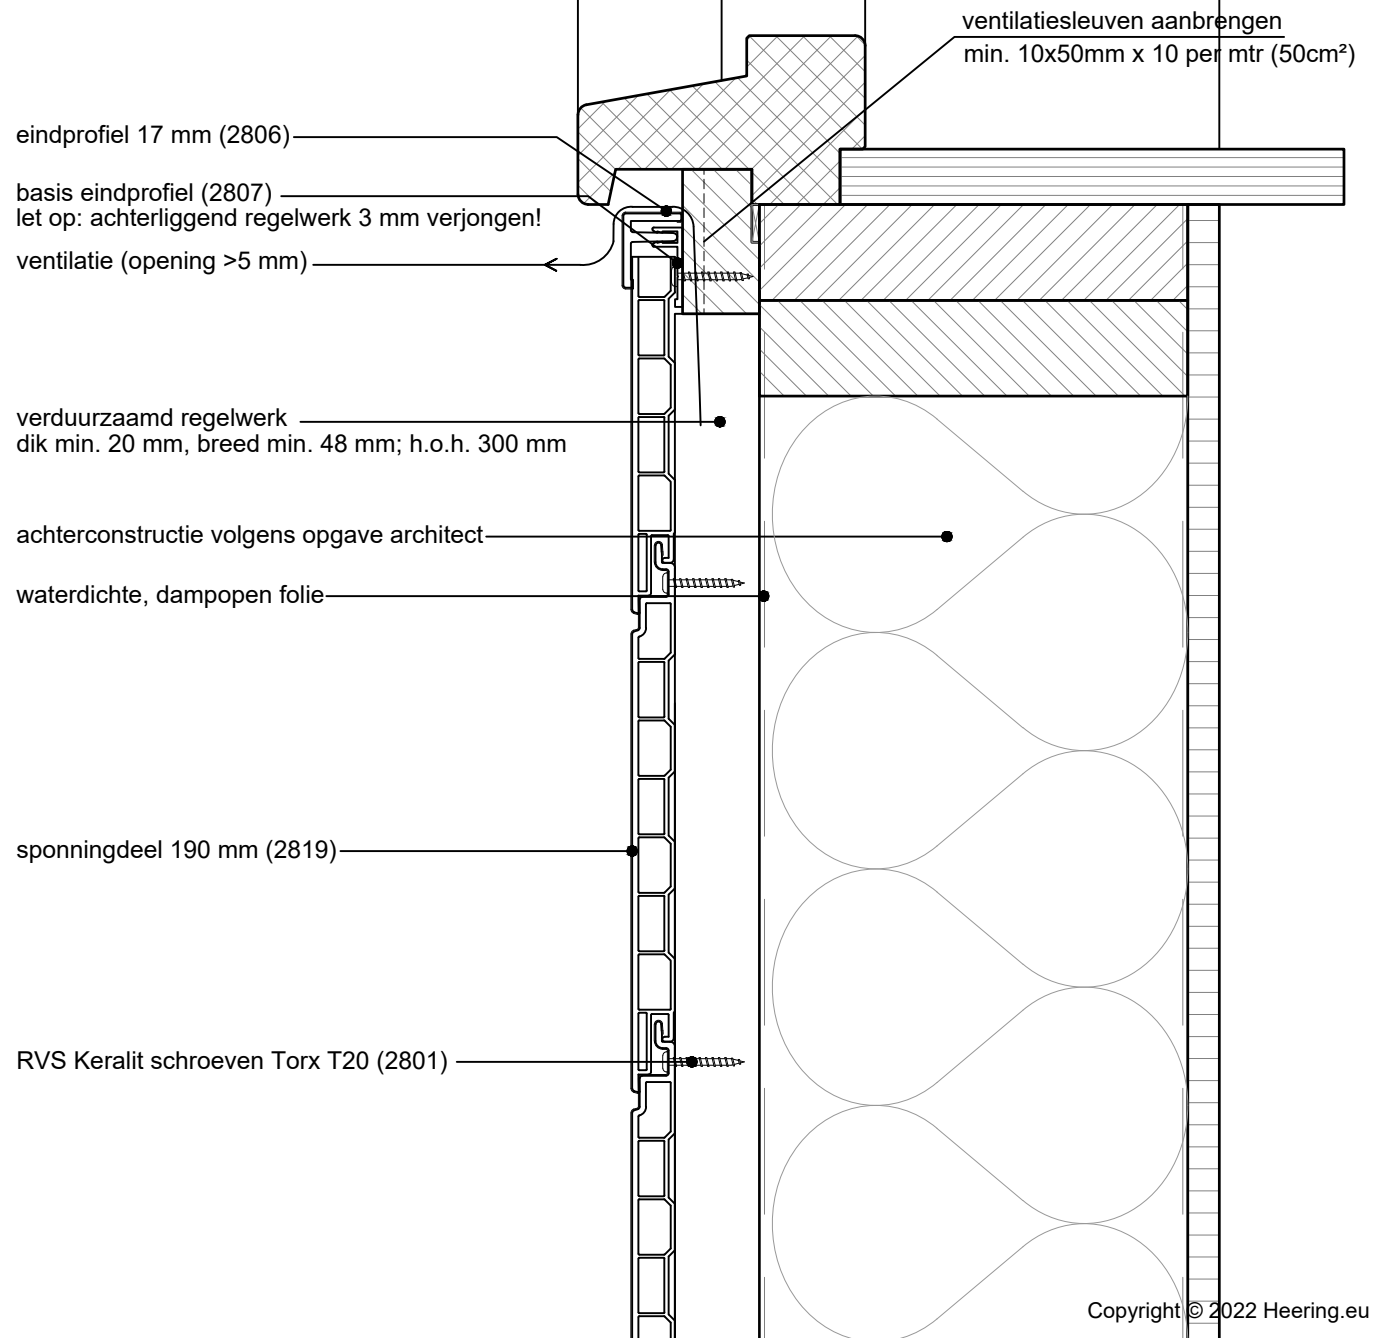 ventilatiesleuven aanbrengen
min. 10x50mm x 10 per mtr (50cm²)
eindprofiel 17 mm (2806)
basis eindprofiel (2807)
let op: achterliggend regelwerk 3 mm verjongen!
ventilatie (opening >5 mm)
verduurzaamd regelwerk
dik min. 20 mm, breed min. 48 mm; h.o.h. 300 mm
achterconstructie volgens opgave architect
waterdichte, dampopen folie
sponningdeel 190 mm (2819)
RVS Keralit schroeven Torx T20 (2801)
Copyright © 2022 Heering.eu